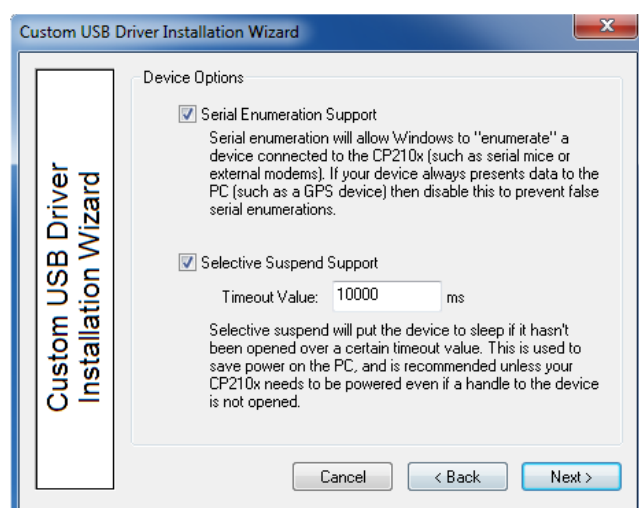 Custom USB Driver Installation Wizard
Custom USB Driver
Installation Wizard
Device Options
Serial Enumeration Support
Serial enumeration will allow Windows to "enumerate" a
device connected to the CP210x (such as serial mice or
external modems). If your device always presents data to the
PC (such as a GPS device) then disable this to prevent false
serial enumerations.
Selective Suspend Support
Timeout Value: 10000 ms
Selective suspend will put the device to sleep if it hasn't
been opened over a certain timeout value. This is used to
save power on the PC, and is recommended unless your
CP210x needs to be powered even if a handle to the device
is not opened.
Cancel < Back Next >